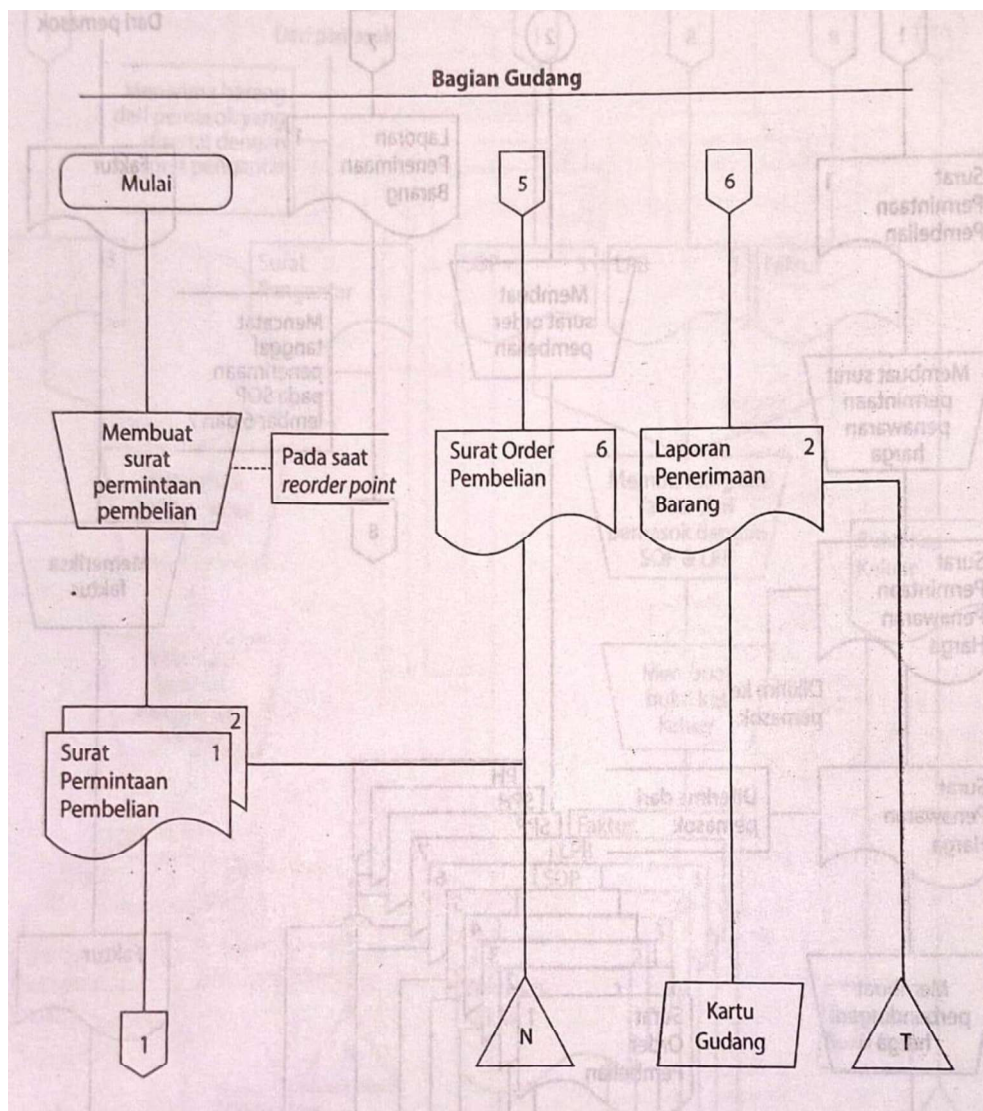 Bagian Gudang
Mulai
5
6
Membuat
surat
permintaan
pembelian
Pada saat
reorder point
Surat Order
Pembelian
6
Laporan
Penerimaan
Barang
2
2
Surat
Permintaan
Pembelian
1
1
N
Kartu
Gudang
T